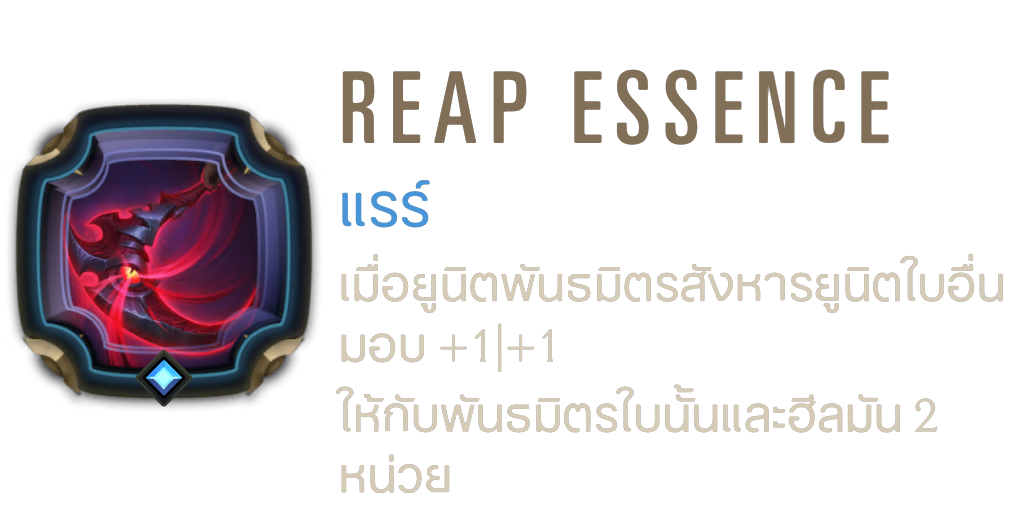 REAP ESSENCE
แรร์
เมื่อยูนิตพันธมิตรสังหารยูนิตใบอื่น
มอบ +1|+1
ให้กับพันธมิตรใบนั้นและฮีลมัน 2
หน่วย